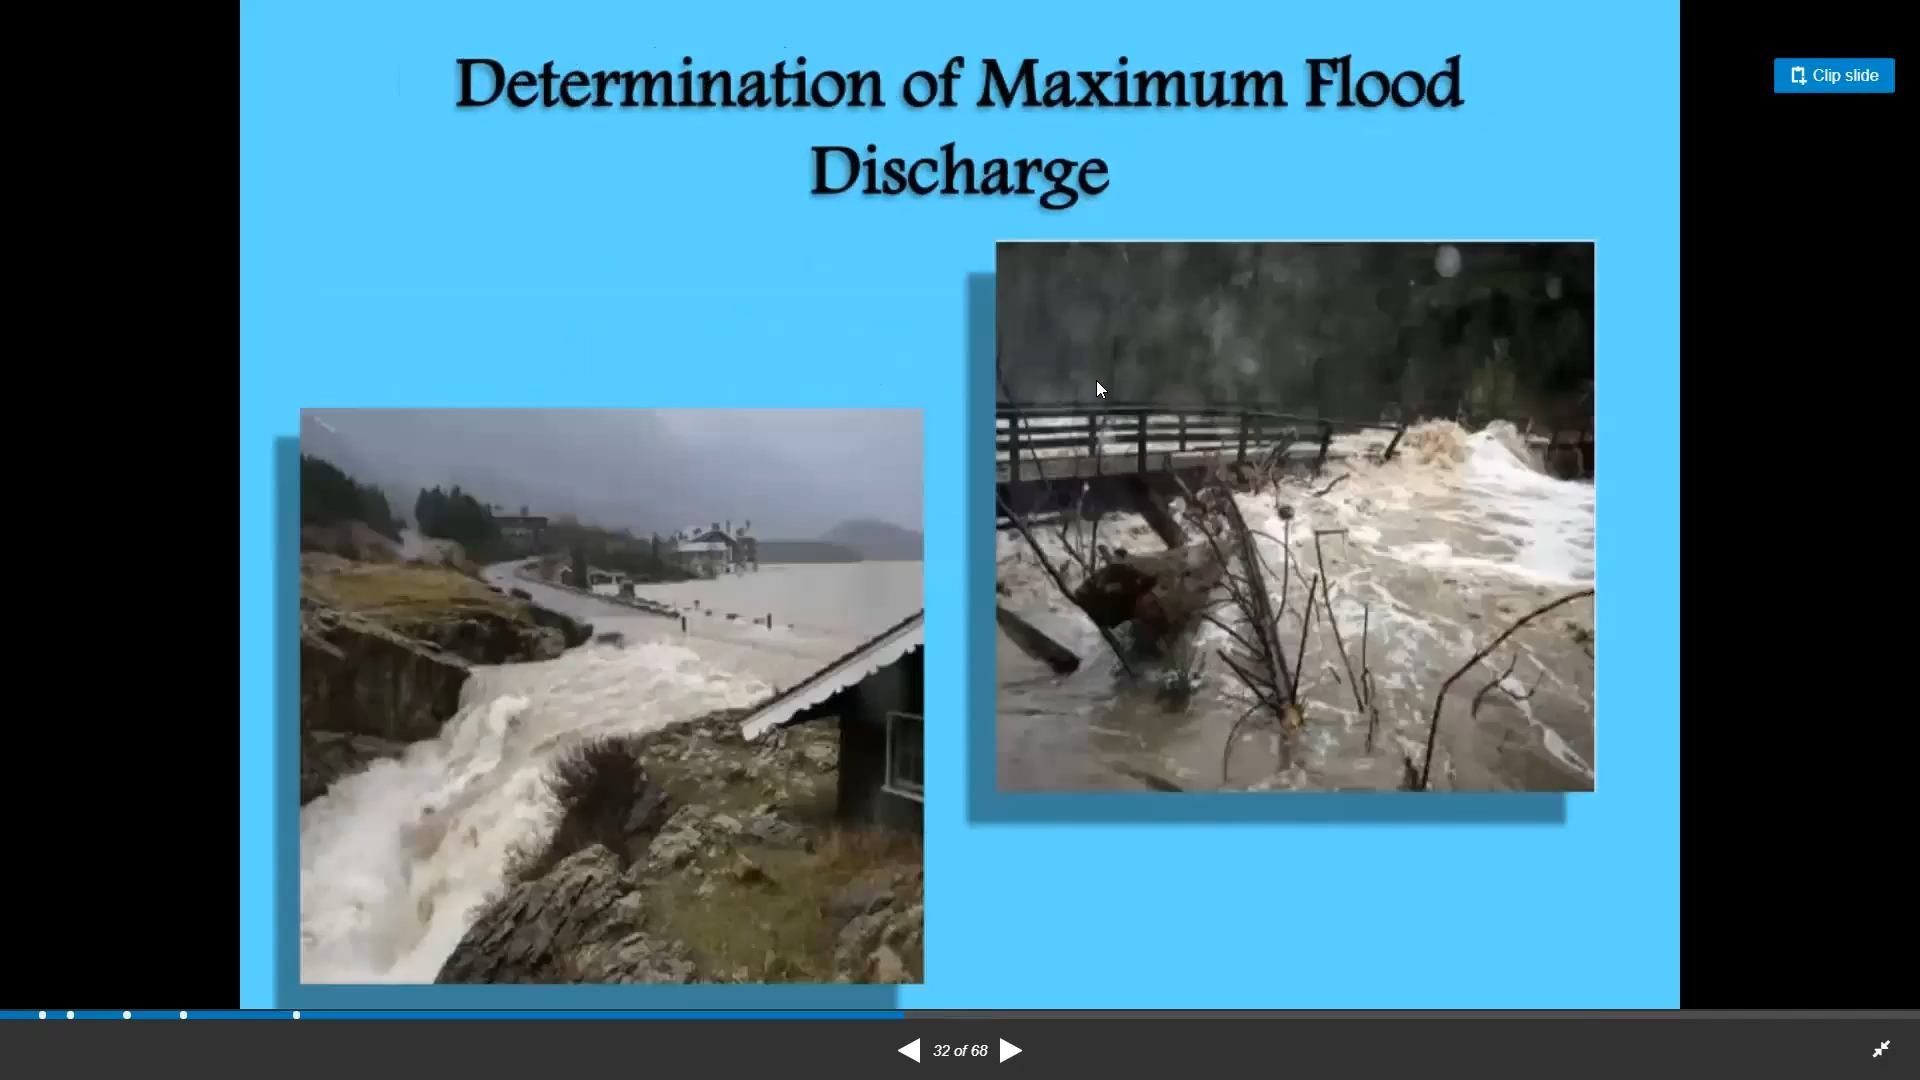 Determination of Maximum Flood
Discharge
Clip slide
32 of 68